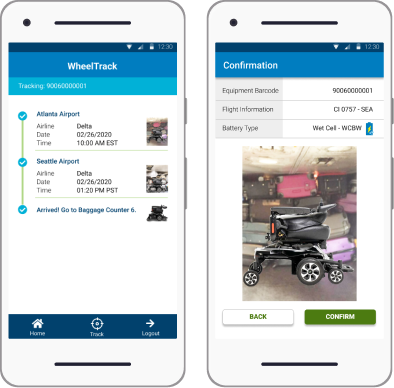 12:30
WheelTrack
Tracking: 90060000001
Atlanta Airport
Airline Delta
Date 02/26/2020
Time 10:00 AM EST
Seattle Airport
Airline Delta
Date 02/26/2020
Time 01:20 PM PST
Arrived! Go to Baggage Counter 6.
Home Track Logout
12:30
Confirmation
Equipment Barcode 90060000001
Flight Information CI 0757 - SEA
Battery Type Wet Cell - WCBW
BACK CONFIRM